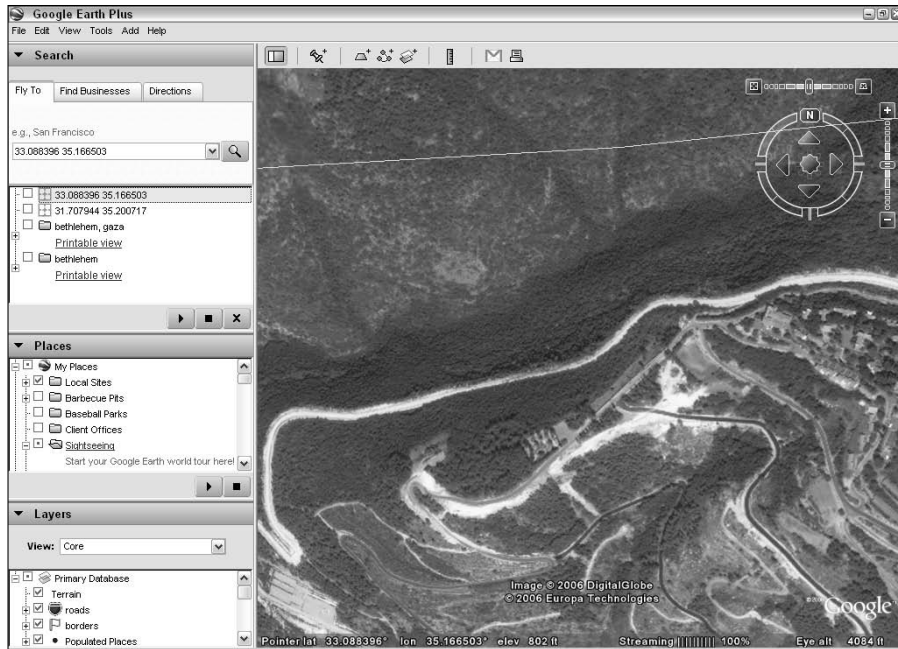 Google Earth Plus
File Edit View Tools Add Help
Search
Fly To Find Businesses Directions
e.g., San Francisco
33.088396 35.166503
33.088396 35.166503
31.707944 35.200717
bethlehem, gaza
Printable view
bethlehem
Printable view
Places
My Places
Local Sites
Barbecue Pits
Baseball Parks
Client Offices
Sightseeing
Start your Google Earth world tour here!
Layers
View: Core
Primary Database
Terrain
roads
borders
Populated Places
N
Image © 2006 DigitalGlobe
© 2006 Europa Technologies
Google
Pointer lat 33.088396° lon 35.166503° elev 802 ft Streaming |||||||||| 100% Eye alt 4084 ft